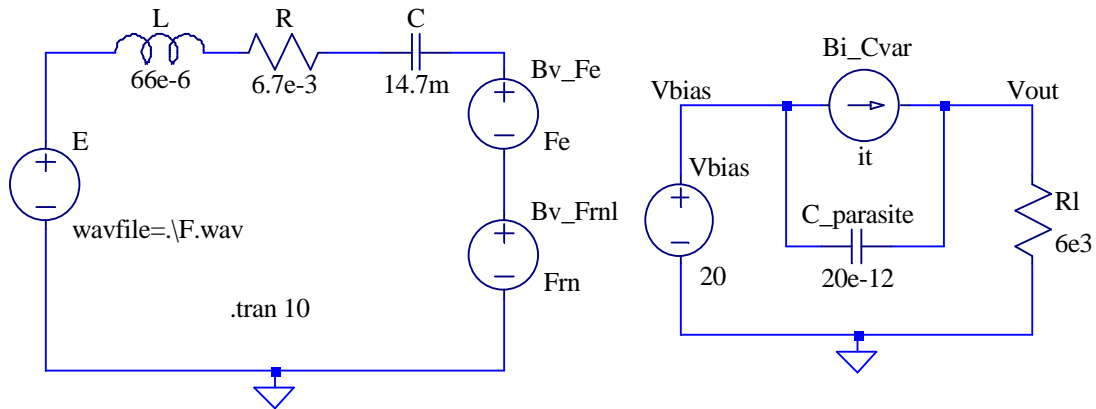 L
R
C
66e-6
6.7e-3
14.7m
Bv_Fe
Fe
E
wavfile=.\F.wav
Bv_Frnl
Frn
.tran 10
Bi_Cvar
Vbias
Vout
it
Vbias
C_parasite
Rl
20
20e-12
6e3